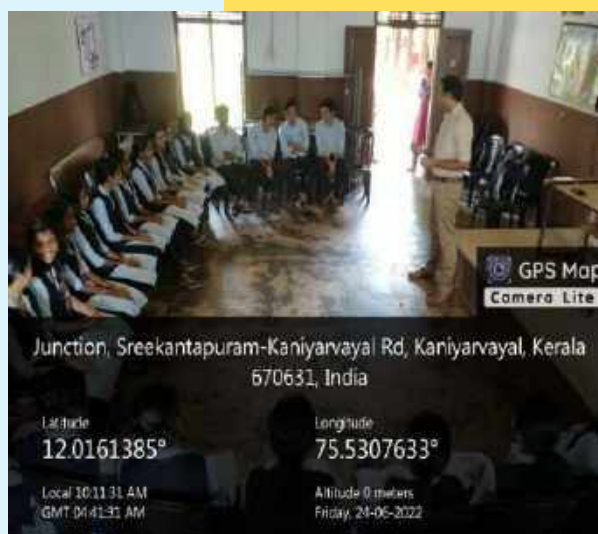 GPS Map
Camera Lite
Junction, Sreekantapuram-Kaniyarvayal Rd, Kaniyarvayal, Kerala
670631, India
Latitude
12.0161385°
Longitude
75.5307633°
Local 10:11:31 AM
GMT 04:41:31 AM
Altitude 0 meters
Friday, 24-06-2022